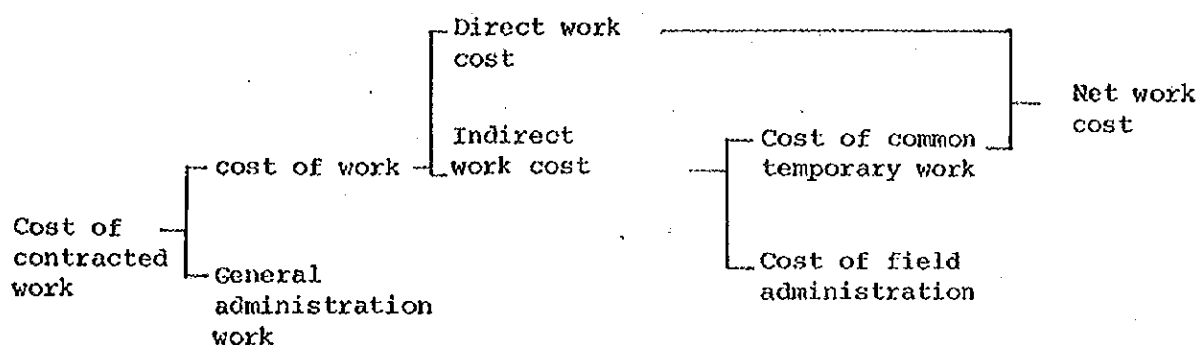 Direct work
cost
Net work
cost
Indirect
work cost
Cost of common
temporary work
cost of work
Cost of
contracted
work
Cost of field
administration
General
administration
work